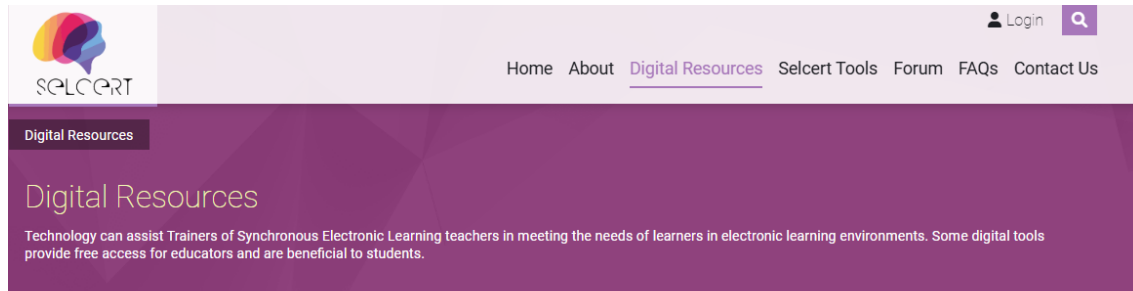 Login
SELCERT
Home About Digital Resources Selcert Tools Forum FAQs Contact Us
Digital Resources
Digital Resources
Technology can assist Trainers of Synchronous Electronic Learning teachers in meeting the needs of learners in electronic learning environments. Some digital tools
provide free access for educators and are beneficial to students.